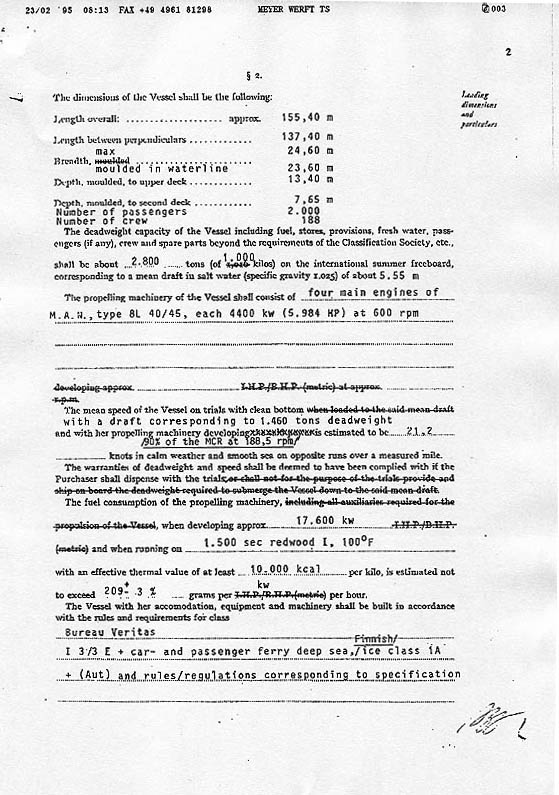 23/02 '95 08:13 FAX +49 4961 81298 MEYER WERFT TS 003
2
§ 2.
The dimensions of the Vessel shall be the following:
Leading
dimensions
and
particulars
Length overall: ..................... approx. 155,40 m
Length between perpendiculars ............ 137,40 m
max 24,60 m
Breadth, moulded .........................
moulded in waterline 23,60 m
Depth, moulded, to upper deck ............ 13,40 m
Depth, moulded, to second deck ........... 7,65 m
Number of passengers 2.000
Number of crew 188
The deadweight capacity of the Vessel including fuel, stores, provisions, fresh water, pass-
engers (if any), crew and spare parts beyond the requirements of the Classification Society, etc.,
1.000
shall be about 2.800 tons (of kilos) on the international summer freeboard,
corresponding to a mean draft in salt water (specific gravity 1.025) of about 5.55 m
The propelling machinery of the Vessel shall consist of four main engines of
M.A.W., type 8L 40/45, each 4400 kw (5.984 HP) at 600 rpm
developing approx. I.H.P./B.H.P. (metric) at approx.
r.p.m.
The mean speed of the Vessel on trials with clean bottom when loaded to the said mean draft
with a draft corresponding to 1.460 tons deadweight
and with her propelling machinery developing is estimated to be 21,2
/90% of the MCR at 188,5 rpm/
knots in calm weather and smooth sea on opposite runs over a measured mile.
The warranties of deadweight and speed shall be deemed to have been complied with if the
Purchaser shall dispense with the trials, or shall not for the purpose of the trials provide and
ship on board the deadweight required to submerge the Vessel down to the said mean draft.
The fuel consumption of the propelling machinery, including all auxiliaries required for the
propulsion of the Vessel, when developing approx. 17.600 kw I.H.P./B.H.P.
(metric) and when running on 1.500 sec redwood I, 100°F
with an effective thermal value of at least 10.000 kcal per kilo, is estimated not
kw
to exceed 209+- 3 % grams per I.H.P./B.H.P. (metric) per hour.
The Vessel with her accomodation, equipment and machinery shall be built in accordance
with the rules and requirements for class
Bureau Veritas
Finnish/
I 3/3 E + car- and passenger ferry deep sea,/ice class 1A
+ (Aut) and rules/regulations corresponding to specification